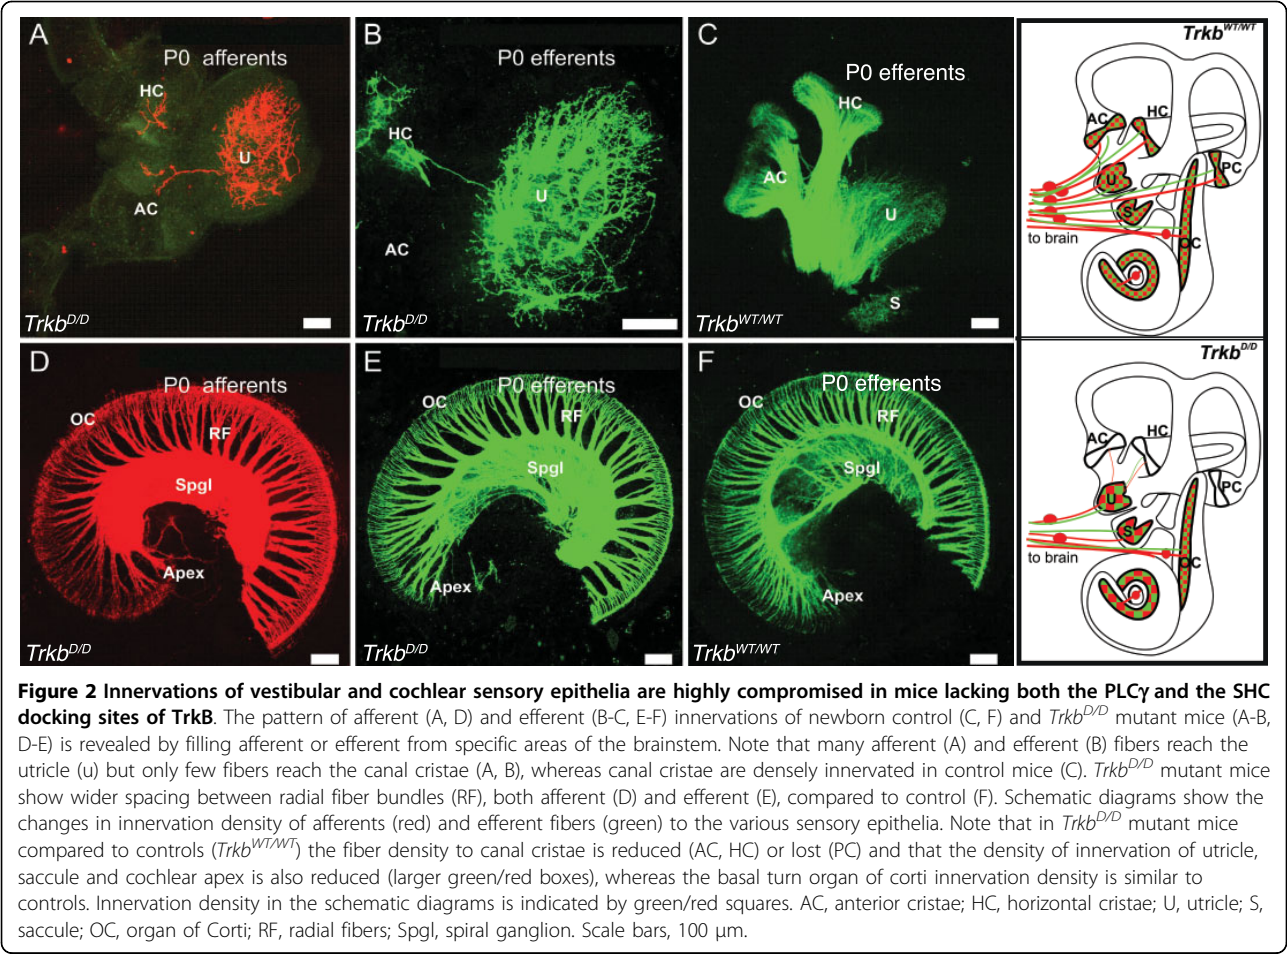 A
P0 afferents
HC
U
AC
Trkb^D/D
B
P0 efferents
HC
U
AC
Trkb^D/D
C
P0 efferents
HC
AC
U
S
Trkb^WT/WT
Trkb^WT/WT
AC
HC
PC
U
S
to brain
OC
D
P0 afferents
OC
RF
Spgl
Apex
Trkb^D/D
E
P0 efferents
OC
RF
Spgl
Apex
Trkb^D/D
F
P0 efferents
OC
RF
Spgl
Apex
Trkb^WT/WT
Trkb^D/D
AC
HC
PC
U
S
to brain
OC
Figure 2 Innervations of vestibular and cochlear sensory epithelia are highly compromised in mice lacking both the PLCγ and the SHC
docking sites of TrkB. The pattern of afferent (A, D) and efferent (B-C, E-F) innervations of newborn control (C, F) and Trkb^D/D mutant mice (A-B,
D-E) is revealed by filling afferent or efferent from specific areas of the brainstem. Note that many afferent (A) and efferent (B) fibers reach the
utricle (u) but only few fibers reach the canal cristae (A, B), whereas canal cristae are densely innervated in control mice (C). Trkb^D/D mutant mice
show wider spacing between radial fiber bundles (RF), both afferent (D) and efferent (E), compared to control (F). Schematic diagrams show the
changes in innervation density of afferents (red) and efferent fibers (green) to the various sensory epithelia. Note that in Trkb^D/D mutant mice
compared to controls (Trkb^WT/WT) the fiber density to canal cristae is reduced (AC, HC) or lost (PC) and that the density of innervation of utricle,
saccule and cochlear apex is also reduced (larger green/red boxes), whereas the basal turn organ of corti innervation density is similar to
controls. Innervation density in the schematic diagrams is indicated by green/red squares. AC, anterior cristae; HC, horizontal cristae; U, utricle; S,
saccule; OC, organ of Corti; RF, radial fibers; Spgl, spiral ganglion. Scale bars, 100 μm.